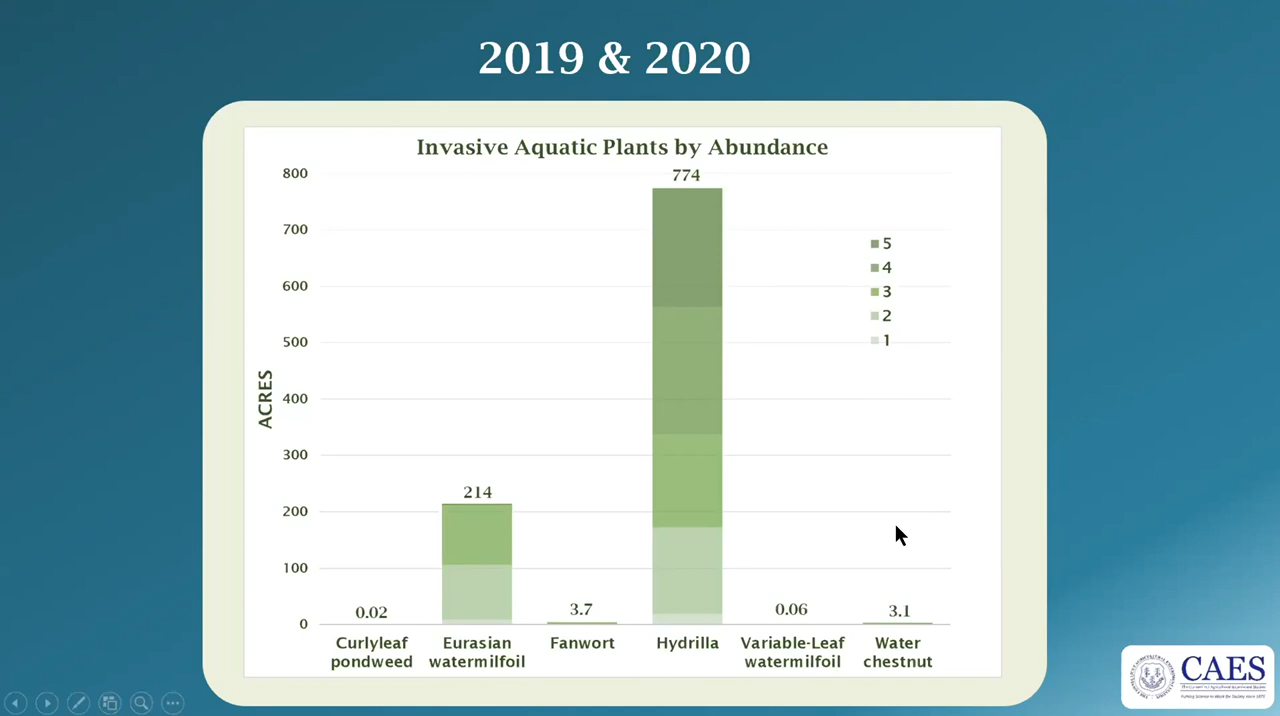 2019 & 2020
Invasive Aquatic Plants by Abundance
800
700
600
500
400
300
200
100
0
ACRES
0.02
214
3.7
774
0.06
3.1
5
4
3
2
1
Curlyleaf
pondweed
Eurasian
watermilfoil
Fanwort
Hydrilla
Variable-Leaf
watermilfoil
Water
chestnut
CAES